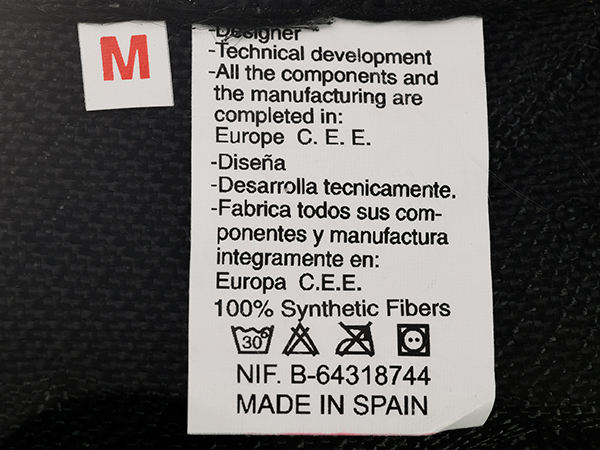 M
-Designer
-Technical development
-All the components and
the manufacturing are
completed in:
Europe C. E. E.
-Diseña
-Desarrolla tecnicamente.
-Fabrica todos sus com-
ponentes y manufactura
integramente en:
Europa C.E.E.
100% Synthetic Fibers
30°
NIF. B-64318744
MADE IN SPAIN